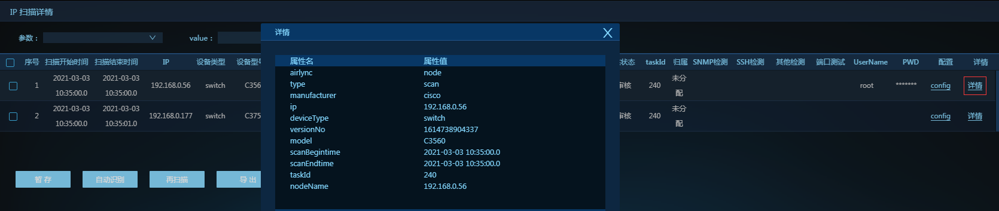 IP 扫描详情
参数：
value：
详情
X
序号 扫描开始时间 扫描结束时间 IP 设备类型 设备型号 状态 taskId 归属 SNMP检测 SSH检测 其他检测 端口测试 UserName PWD 配置 详情
1 2021-03-03 10:35:00.0 2021-03-03 10:35:00.0 192.168.0.56 switch C356 审核 240 未分配 root ******* config 详情
2 2021-03-03 10:35:00.0 2021-03-03 10:35:01.0 192.168.0.177 switch C375 审核 240 未分配 config 详情
属性名 属性值
airlync node
type scan
manufacturer cisco
ip 192.168.0.56
deviceType switch
versionNo 1614738904337
model C3560
scanBegintime 2021-03-03 10:35:00.0
scanEndtime 2021-03-03 10:35:00.0
taskId 240
nodeName 192.168.0.56
暂 存 自动识别 再扫描 导 出